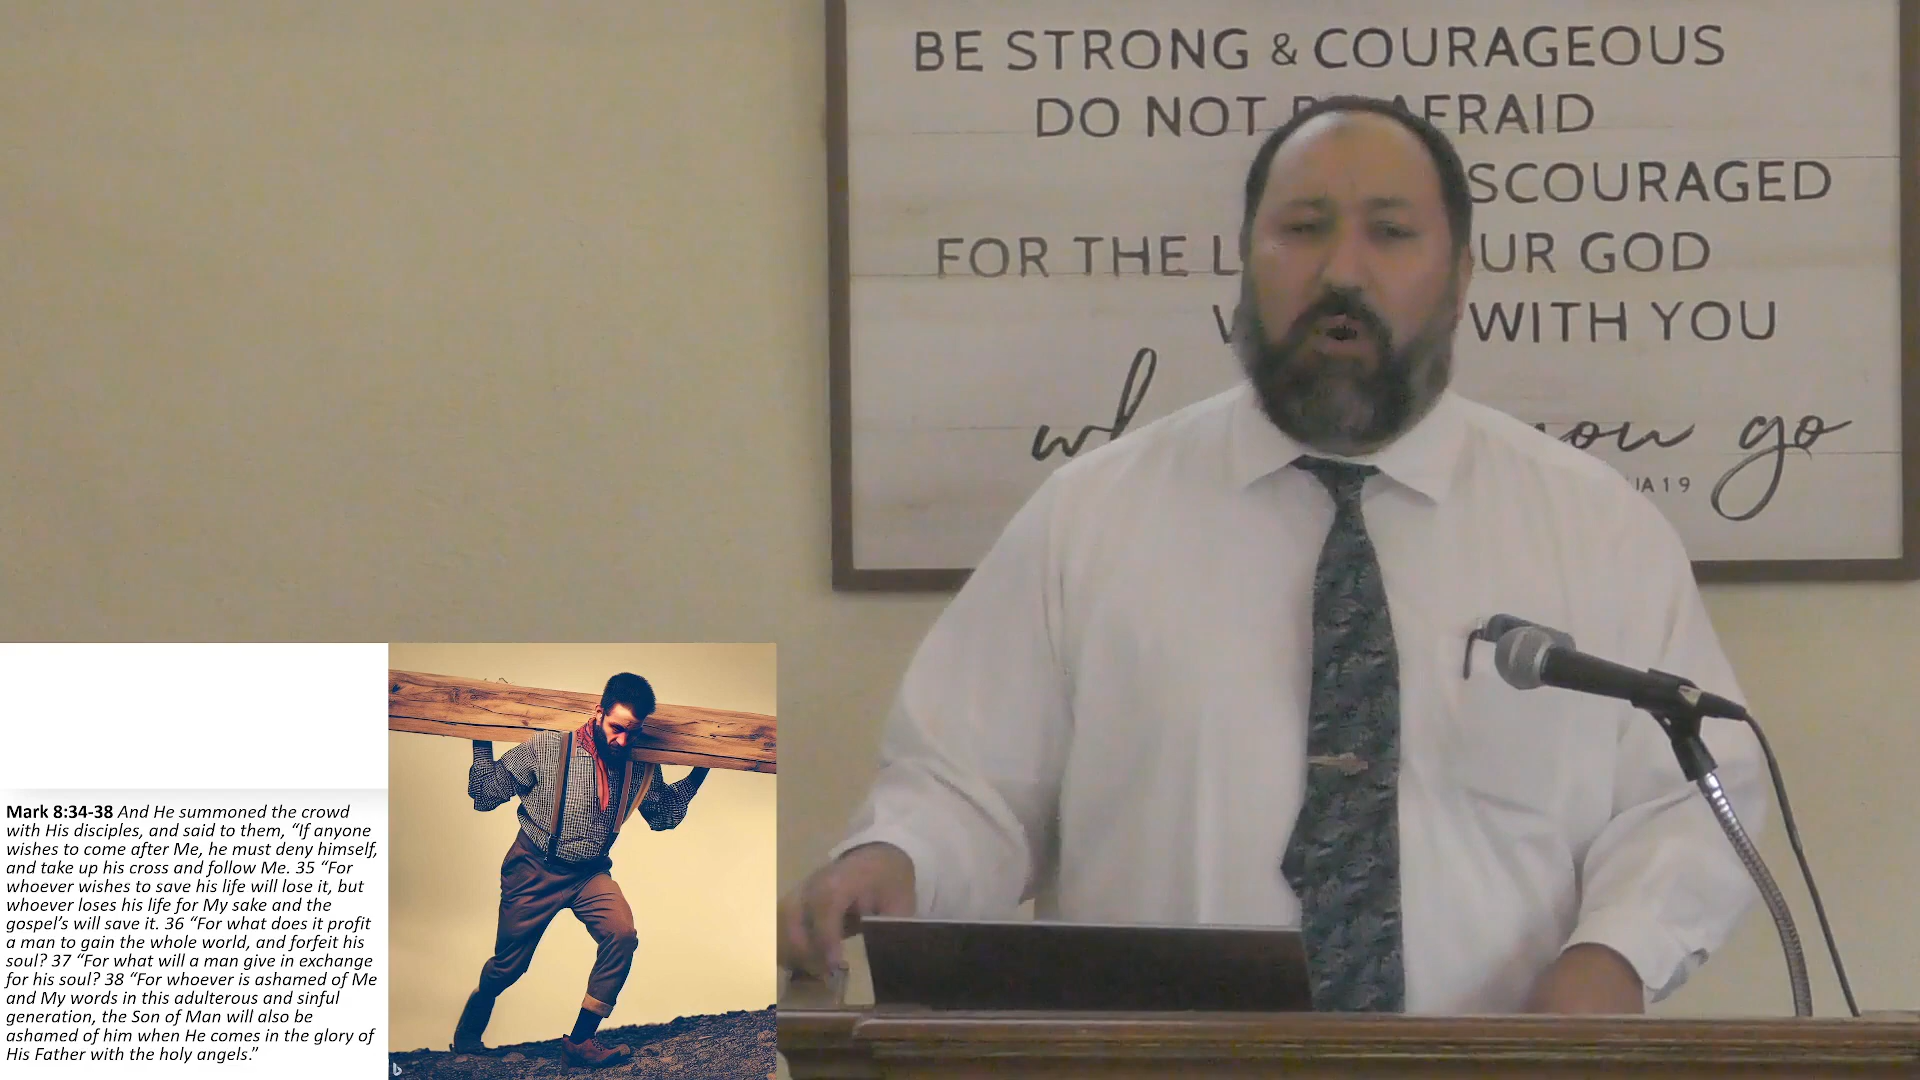 BE STRONG & COURAGEOUS
DO NOT AFRAID
SCOURAGED
FOR THE L UR GOD
WITH YOU
you go
IA 1 9
Mark 8:34-38 And He summoned the crowd
with His disciples, and said to them, “If anyone
wishes to come after Me, he must deny himself,
and take up his cross and follow Me. 35 “For
whoever wishes to save his life will lose it, but
whoever loses his life for My sake and the
gospel’s will save it. 36 “For what does it profit
a man to gain the whole world, and forfeit his
soul? 37 “For what will a man give in exchange
for his soul? 38 “For whoever is ashamed of Me
and My words in this adulterous and sinful
generation, the Son of Man will also be
ashamed of him when He comes in the glory of
His Father with the holy angels.”